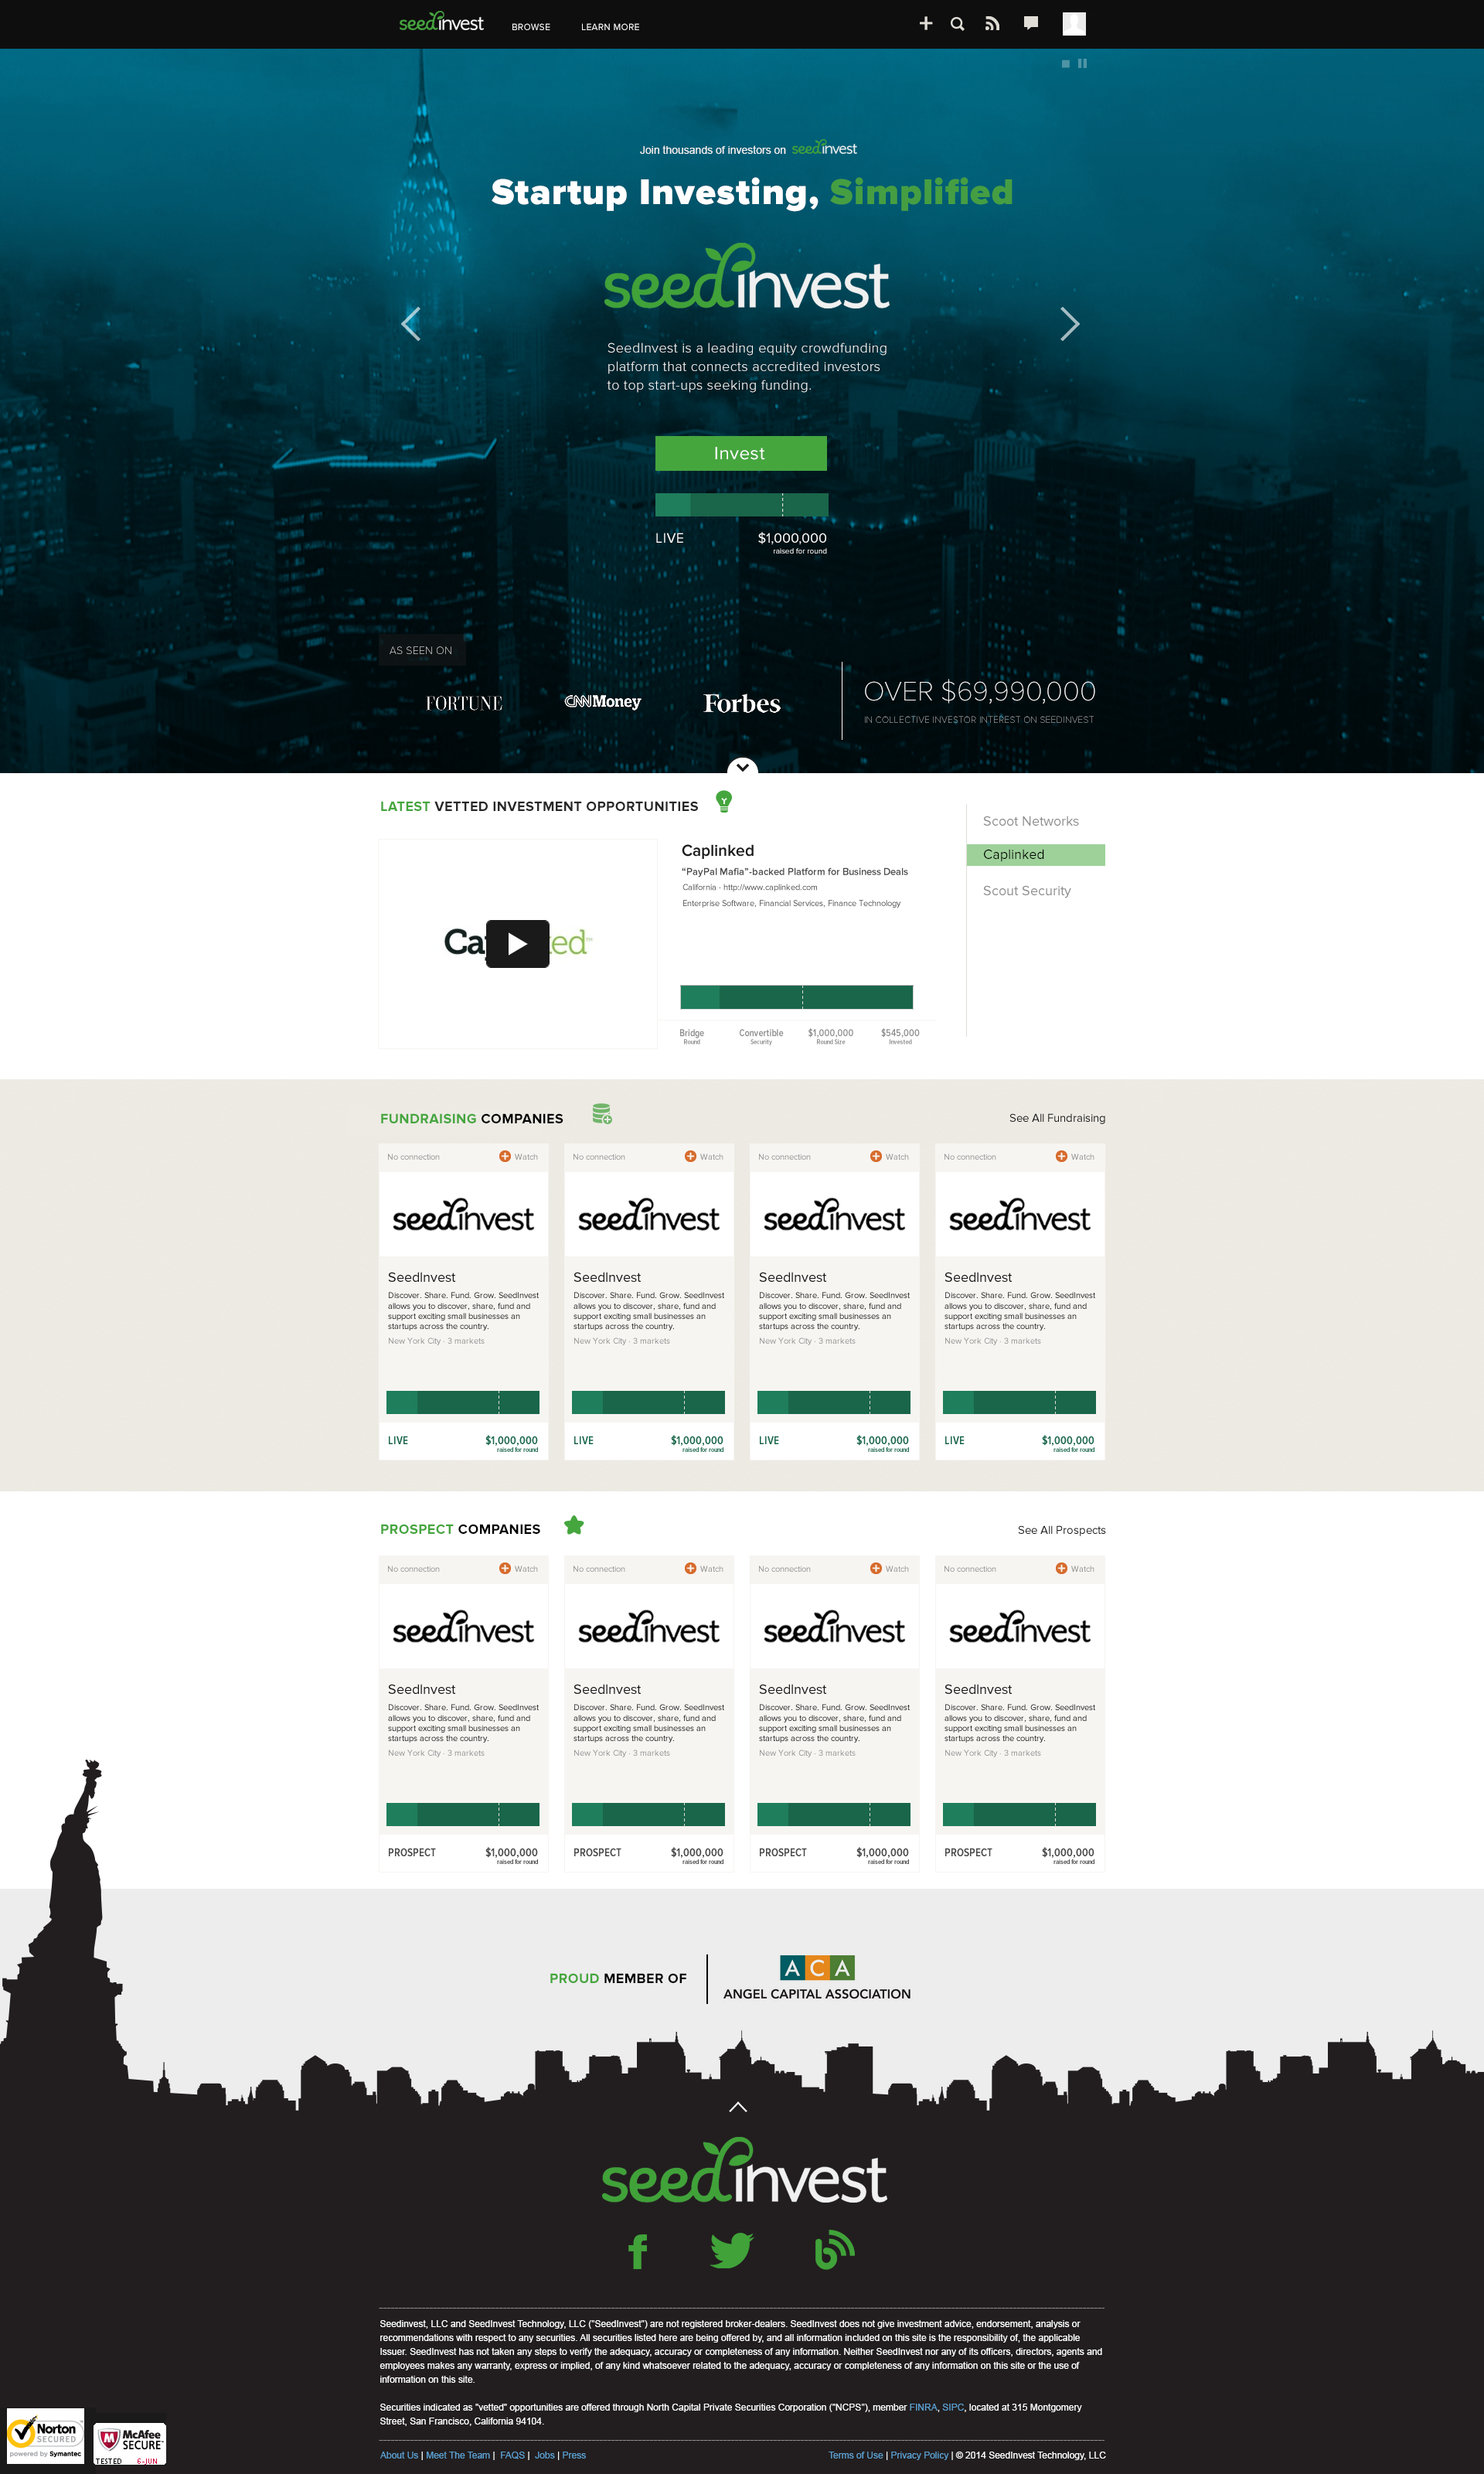 seedinvest BROWSE LEARN MORE
Join thousands of investors on seedinvest
Startup Investing, Simplified
seedinvest
SeedInvest is a leading equity crowdfunding
platform that connects accredited investors
to top start-ups seeking funding.
Invest
LIVE $1,000,000
raised for round
AS SEEN ON
FORTUNE CNNMoney Forbes
OVER $69,990,000
IN COLLECTIVE INVESTOR INTEREST ON SEEDINVEST
LATEST VETTED INVESTMENT OPPORTUNITIES
Caplinked
"PayPal Mafia"-backed Platform for Business Deals
California · http://www.caplinked.com
Enterprise Software, Financial Services, Finance Technology
Bridge Convertible $1,000,000 $545,000
Round Security Round Size Invested
Scoot Networks
Caplinked
Scout Security
FUNDRAISING COMPANIES See All Fundraising
No connection Watch No connection Watch No connection Watch No connection Watch
seedinvest seedinvest seedinvest seedinvest
SeedInvest SeedInvest SeedInvest SeedInvest
Discover. Share. Fund. Grow. SeedInvest Discover. Share. Fund. Grow. SeedInvest Discover. Share. Fund. Grow. SeedInvest Discover. Share. Fund. Grow. SeedInvest
allows you to discover, share, fund and allows you to discover, share, fund and allows you to discover, share, fund and allows you to discover, share, fund and
support exciting small businesses an support exciting small businesses an support exciting small businesses an support exciting small businesses an
startups across the country. startups across the country. startups across the country. startups across the country.
New York City · 3 markets New York City · 3 markets New York City · 3 markets New York City · 3 markets
LIVE $1,000,000 LIVE $1,000,000 LIVE $1,000,000 LIVE $1,000,000
raised for round raised for round raised for round raised for round
PROSPECT COMPANIES See All Prospects
No connection Watch No connection Watch No connection Watch No connection Watch
seedinvest seedinvest seedinvest seedinvest
SeedInvest SeedInvest SeedInvest SeedInvest
Discover. Share. Fund. Grow. SeedInvest Discover. Share. Fund. Grow. SeedInvest Discover. Share. Fund. Grow. SeedInvest Discover. Share. Fund. Grow. SeedInvest
allows you to discover, share, fund and allows you to discover, share, fund and allows you to discover, share, fund and allows you to discover, share, fund and
support exciting small businesses an support exciting small businesses an support exciting small businesses an support exciting small businesses an
startups across the country. startups across the country. startups across the country. startups across the country.
New York City · 3 markets New York City · 3 markets New York City · 3 markets New York City · 3 markets
PROSPECT $1,000,000 PROSPECT $1,000,000 PROSPECT $1,000,000 PROSPECT $1,000,000
raised for round raised for round raised for round raised for round
PROUD MEMBER OF
ACA
ANGEL CAPITAL ASSOCIATION
seedinvest
Seedinvest, LLC and SeedInvest Technology, LLC ("SeedInvest") are not registered broker-dealers. SeedInvest does not give investment advice, endorsement, analysis or
recommendations with respect to any securities. All securities listed here are being offered by, and all information included on this site is the responsibility of, the applicable
Issuer. SeedInvest has not taken any steps to verify the adequacy, accuracy or completeness of any information. Neither SeedInvest nor any of its officers, directors, agents and
employees makes any warranty, express or implied, of any kind whatsoever related to the adequacy, accuracy or completeness of any information on this site or the use of
information on this site.
Securities indicated as "vetted" opportunities are offered through North Capital Private Securities Corporation ("NCPS"), member FINRA, SIPC, located at 315 Montgomery
Street, San Francisco, California 94104.
About Us | Meet The Team | FAQS | Jobs | Press
Terms of Use | Privacy Policy | © 2014 SeedInvest Technology, LLC
Norton
SECURED
powered by Symantec
McAfee
SECURE
TESTED 6-JUN